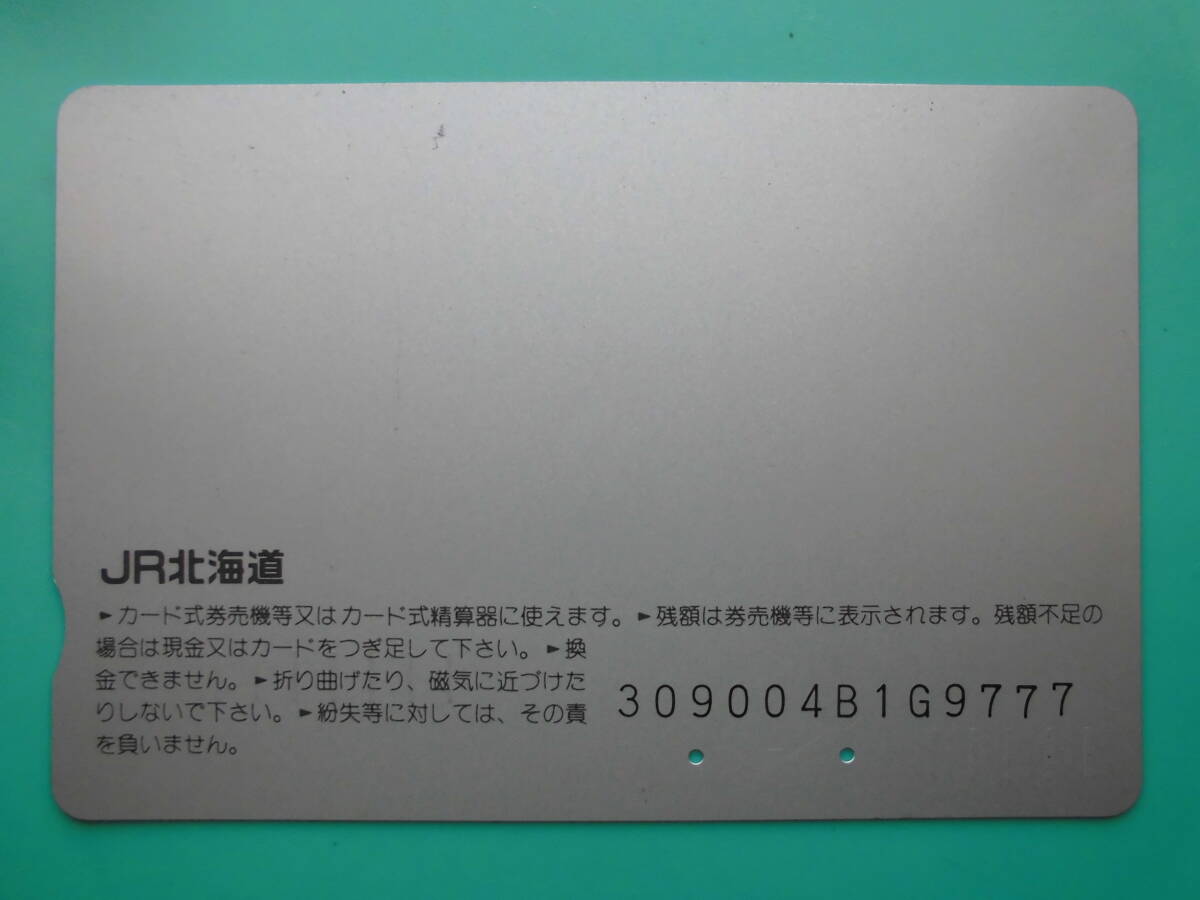 JR北海道
►カード式券売機等又はカード式精算器に使えます。►残額は券売機等に表示されます。残額不足の
場合は現金又はカードをつぎ足して下さい。►換
金できません。►折り曲げたり、磁気に近づけた
りしないで下さい。►紛失等に対しては、その責
を負いません。
309004B1G9777